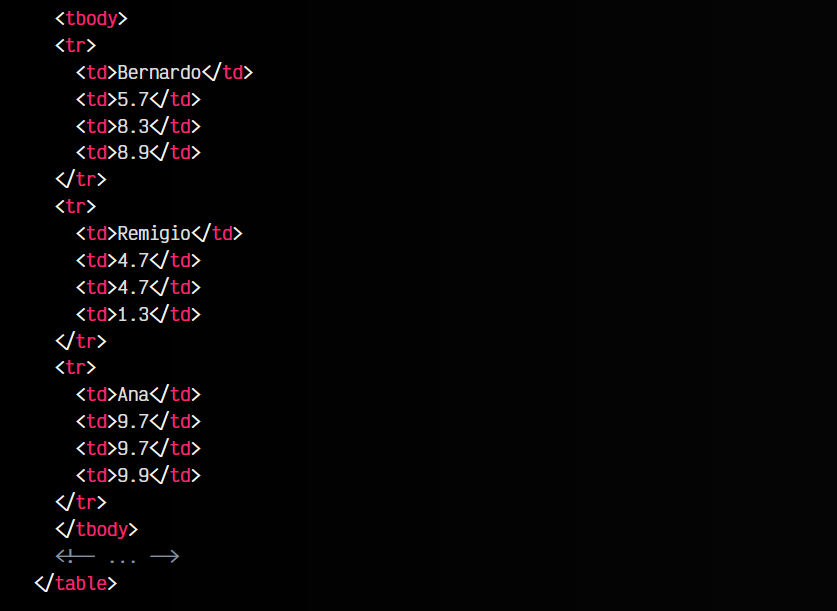 <tbody>
<tr>
<td>Bernardo</td>
<td>5.7</td>
<td>8.3</td>
<td>8.9</td>
</tr>
<tr>
<td>Remigio</td>
<td>4.7</td>
<td>4.7</td>
<td>1.3</td>
</tr>
<tr>
<td>Ana</td>
<td>9.7</td>
<td>9.7</td>
<td>9.9</td>
</tr>
</tbody>
<!-- ... -->
</table>